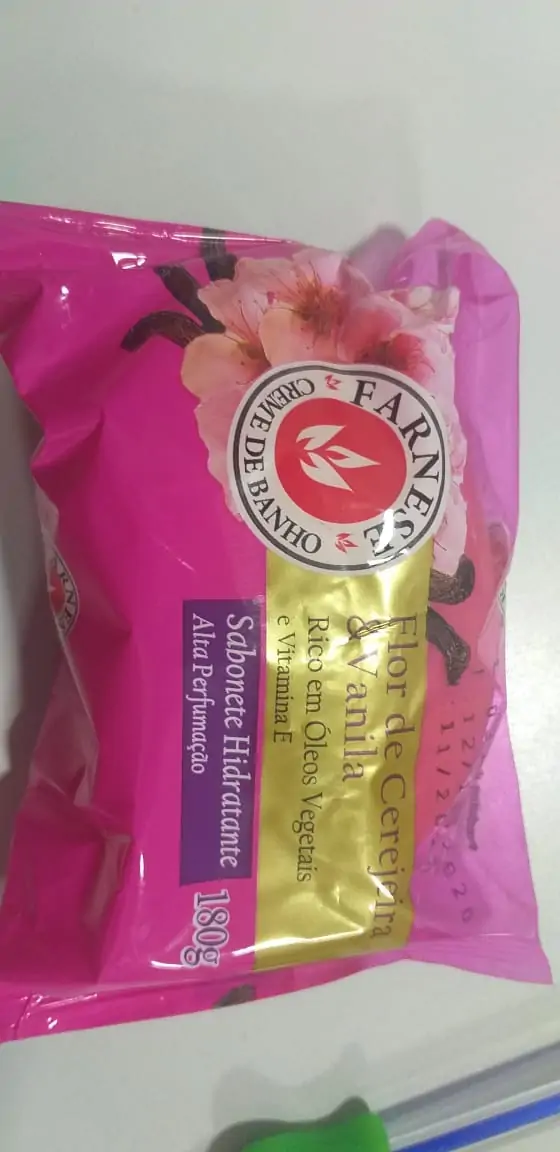 FARNESE
CREME DE BANHO
Flor de Cerejeira
& Vanila
Rico em Óleos Vegetais
e Vitamina E
Sabonete Hidratante
Alta Perfumação
180g